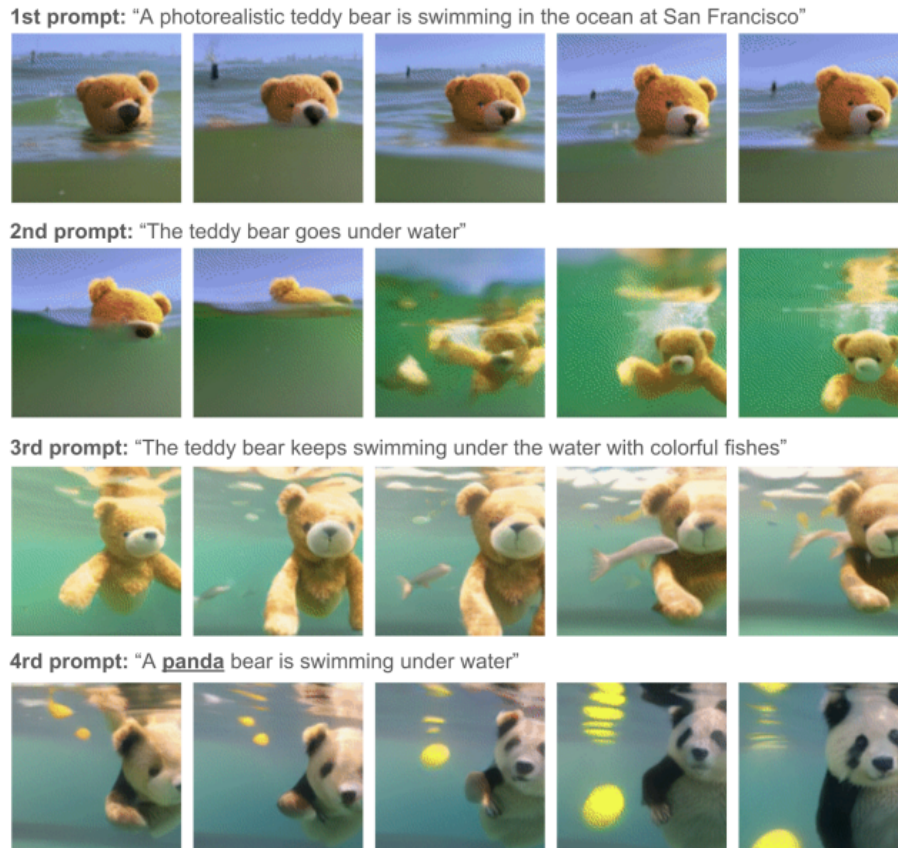 1st prompt: “A photorealistic teddy bear is swimming in the ocean at San Francisco”
2nd prompt: “The teddy bear goes under water”
3rd prompt: “The teddy bear keeps swimming under the water with colorful fishes”
4rd prompt: “A panda bear is swimming under water”